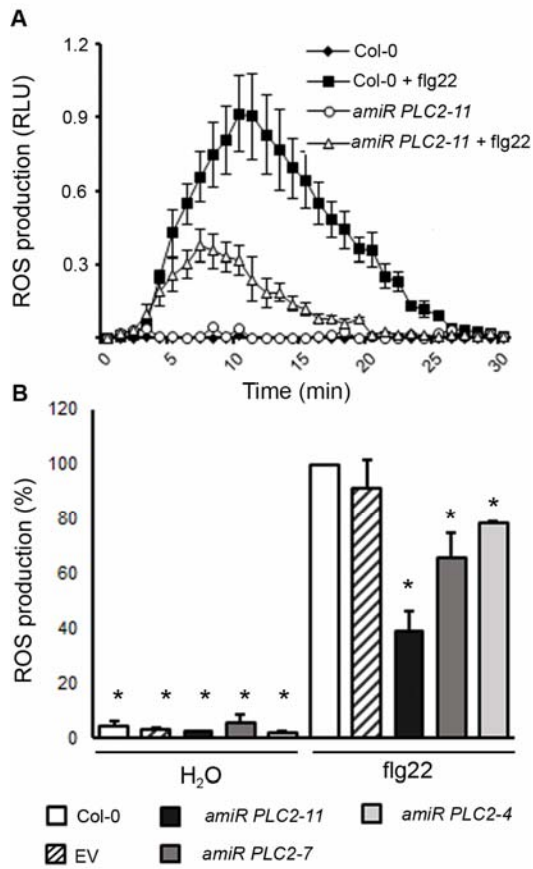 A
ROS production (RLU)
1.2
0.9
0.6
0.3
Col-0
Col-0 + flg22
amiR PLC2-11
amiR PLC2-11 + flg22
0 5 10 15 20 25 30
Time (min)
B
ROS production (%)
120
100
80
60
40
20
0
* * * * * * * *
H₂O flg22
Col-0 amiR PLC2-11 amiR PLC2-4
EV amiR PLC2-7